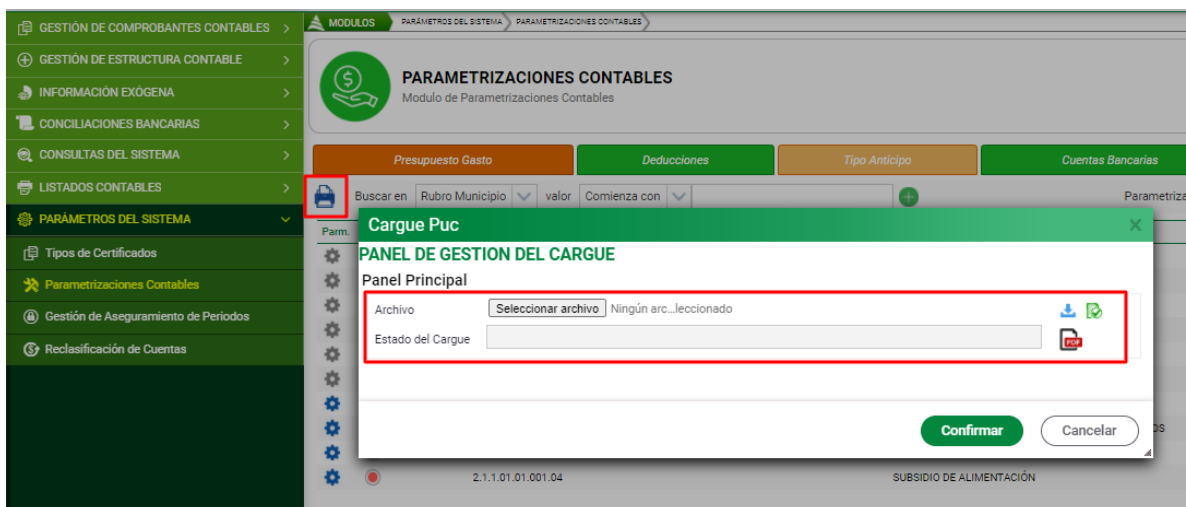 GESTIÓN DE COMPROBANTES CONTABLES
GESTIÓN DE ESTRUCTURA CONTABLE
INFORMACIÓN EXÓGENA
CONCILIACIONES BANCARIAS
CONSULTAS DEL SISTEMA
LISTADOS CONTABLES
PARÁMETROS DEL SISTEMA
Tipos de Certificados
Parametrizaciones Contables
Gestión de Aseguramiento de Periodos
Reclasificación de Cuentas
MODULOS PARÁMETROS DEL SISTEMA PARAMETRIZACIONES CONTABLES
PARAMETRIZACIONES CONTABLES
Modulo de Parametrizaciones Contables
Presupuesto Gasto Deducciones Tipo Anticipo Cuentas Bancarias
Buscar en Rubro Municipio valor Comienza con Parametriza
Parm.
Cargue Puc
PANEL DE GESTION DEL CARGUE
Panel Principal
Archivo Seleccionar archivo Ningún arc...leccionado
Estado del Cargue PDF
Confirmar Cancelar
OS
2.1.1.01.01.001.04 SUBSIDIO DE ALIMENTACIÓN